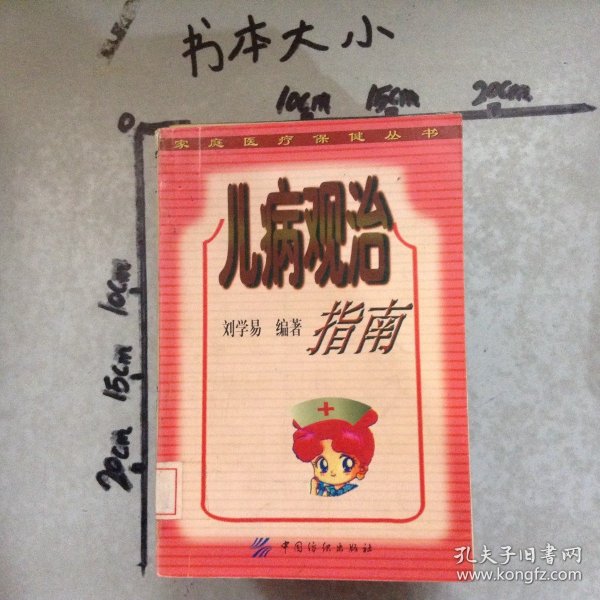 书本大小
10cm 15cm 20cm
0
10cm
15cm
20cm
家庭医疗保健丛书
儿病观治
指南
刘学易 编著
中国纺织出版社
孔夫子旧书网
www.kongfz.com